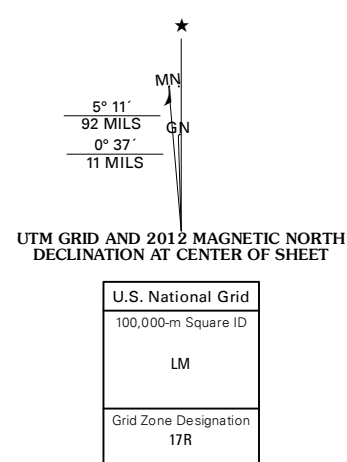 ★
MN
5° 11´
92 MILS
GN
0° 37´
11 MILS
UTM GRID AND 2012 MAGNETIC NORTH
DECLINATION AT CENTER OF SHEET
U.S. National Grid
100,000-m Square ID
LM
Grid Zone Designation
17R